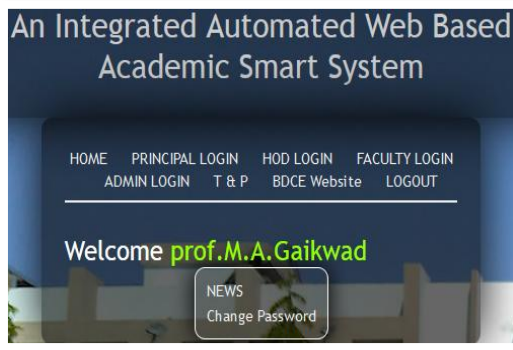 An Integrated Automated Web Based
Academic Smart System
HOME PRINCIPAL LOGIN HOD LOGIN FACULTY LOGIN
ADMIN LOGIN T & P BDCE Website LOGOUT
Welcome prof.M.A.Gaikwad
NEWS
Change Password